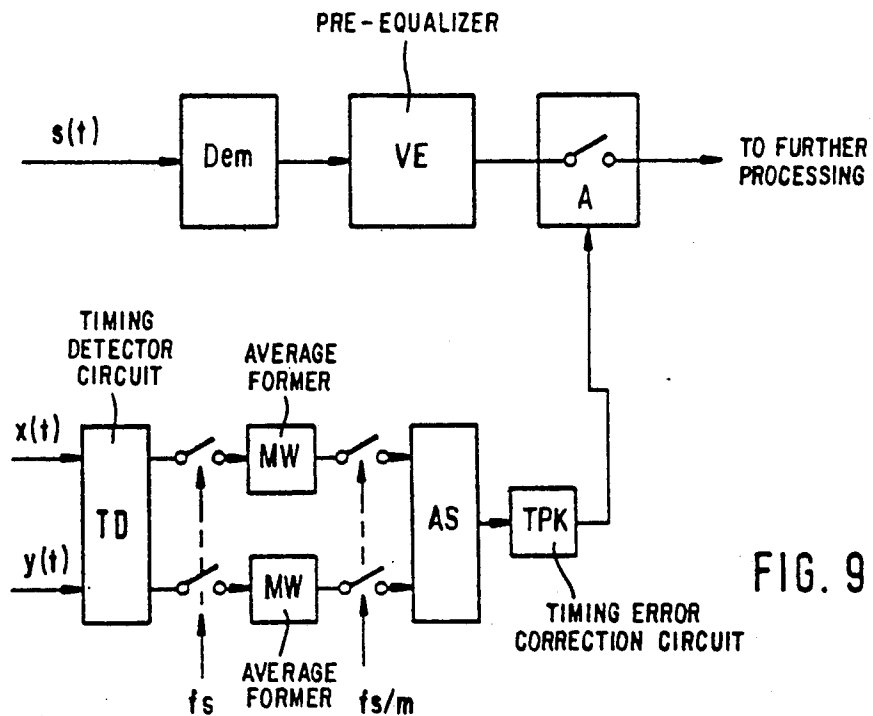 PRE-EQUALIZER
s(t)
Dem
VE
A
TO FURTHER
PROCESSING
TIMING
DETECTOR
CIRCUIT
AVERAGE
FORMER
x(t)
MW
TD
AS
TPK
y(t)
MW
FIG. 9
TIMING ERROR
CORRECTION CIRCUIT
AVERAGE
FORMER
fs
fs/m